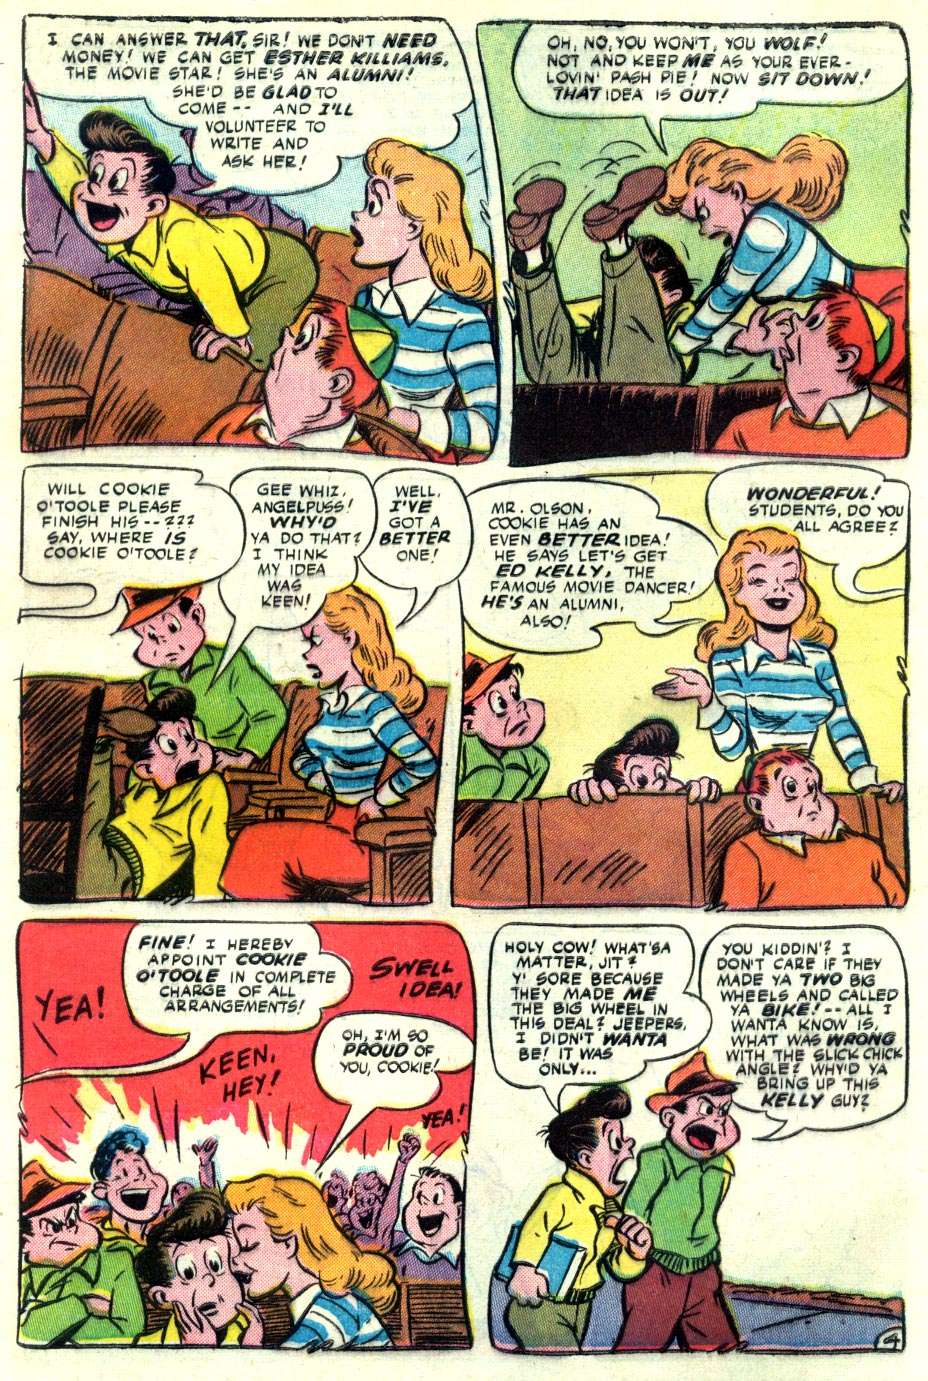 I CAN ANSWER THAT, SIR! WE DON'T NEED
MONEY! WE CAN GET ESTHER KILLIAMS,
THE MOVIE STAR! SHE'S AN ALUMNI!
SHE'D BE GLAD TO
COME -- AND I'LL
VOLUNTEER TO
WRITE AND
ASK HER!
OH, NO, YOU WON'T, YOU WOLF!
NOT AND KEEP ME AS YOUR EVER-
LOVIN' PASH PIE! NOW SIT DOWN!
THAT IDEA IS OUT!
WILL COOKIE
O'TOOLE PLEASE
FINISH HIS --???
SAY, WHERE IS
COOKIE O'TOOLE?
GEE WHIZ,
ANGELPUSS!
WHY'D
YA DO THAT?
I THINK
MY IDEA
WAS
KEEN!
WELL,
I'VE
GOT A
BETTER
ONE!
MR. OLSON,
COOKIE HAS AN
EVEN BETTER IDEA!
HE SAYS LET'S GET
ED KELLY, THE
FAMOUS MOVIE DANCER!
HE'S AN ALUMNI,
ALSO!
WONDERFUL!
STUDENTS, DO YOU
ALL AGREE?
YEA!
FINE! I HEREBY
APPOINT COOKIE
O'TOOLE IN COMPLETE
CHARGE OF ALL
ARRANGEMENTS!
SWELL
IDEA!
KEEN,
HEY!
OH, I'M SO
PROUD OF
YOU, COOKIE!
YEA!
HOLY COW! WHAT'SA
MATTER, JIT?
Y' SORE BECAUSE
THEY MADE ME
THE BIG WHEEL IN
THIS DEAL? JEEPERS,
I DIDN'T WANTA
BE! IT WAS
ONLY...
YOU KIDDIN'? I
DON'T CARE IF THEY
MADE YA TWO BIG
WHEELS AND CALLED
YA BIKE! -- ALL I
WANTA KNOW IS,
WHAT WAS WRONG
WITH THE SLICK CHICK
ANGLE? WHY'D YA
BRING UP THIS
KELLY GUY?
4